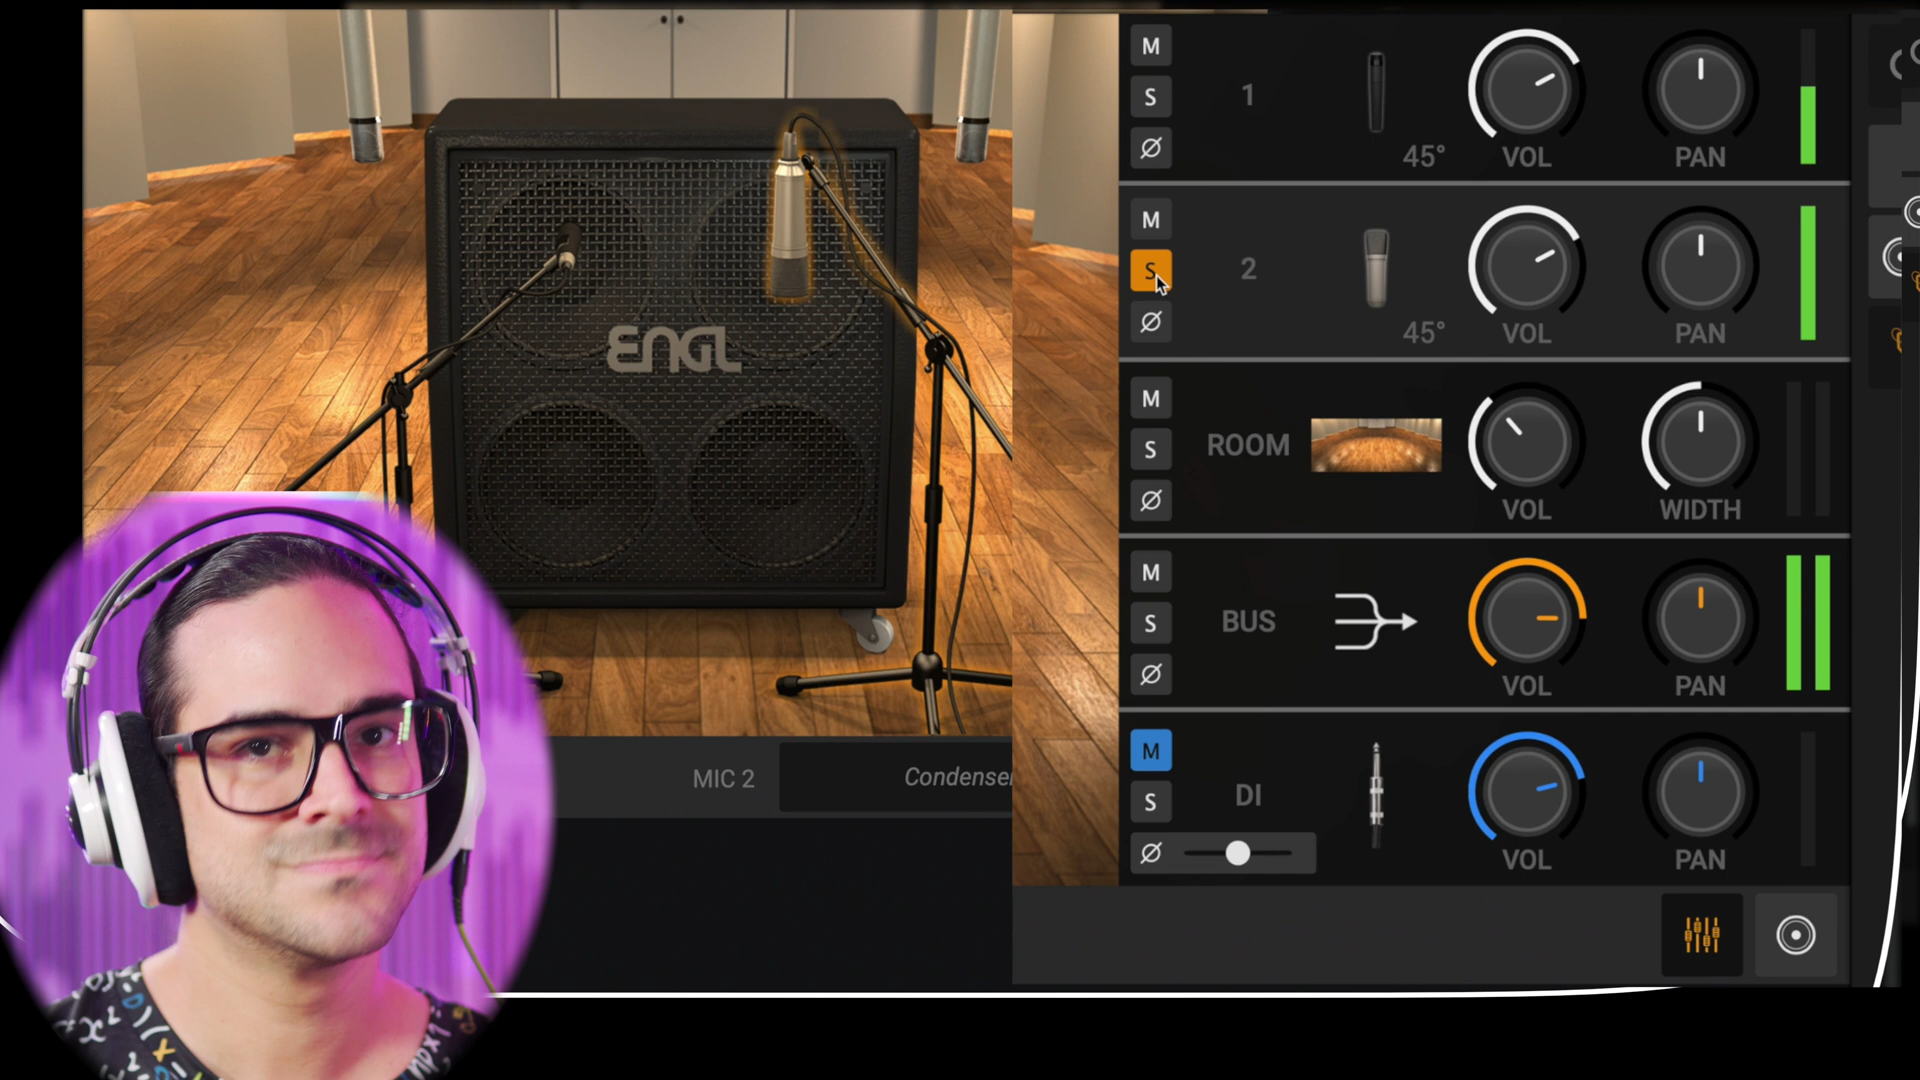 ENGL
MIC 2
Condenser
M
S
Ø
1
45°
VOL
PAN
M
S
Ø
2
45°
VOL
PAN
M
S
Ø
ROOM
VOL
WIDTH
M
S
Ø
BUS
VOL
PAN
M
S
Ø
DI
VOL
PAN